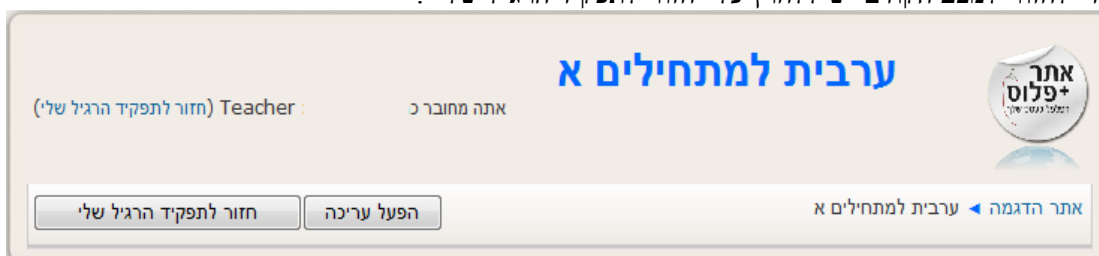 ערבית למתחילים א
אתר
פלוס+
אתה מחובר כ Teacher : (חזור לתפקיד הרגיל שלי)
אתר הדגמה ◄ ערבית למתחילים א
הפעל עריכה
חזור לתפקיד הרגיל שלי